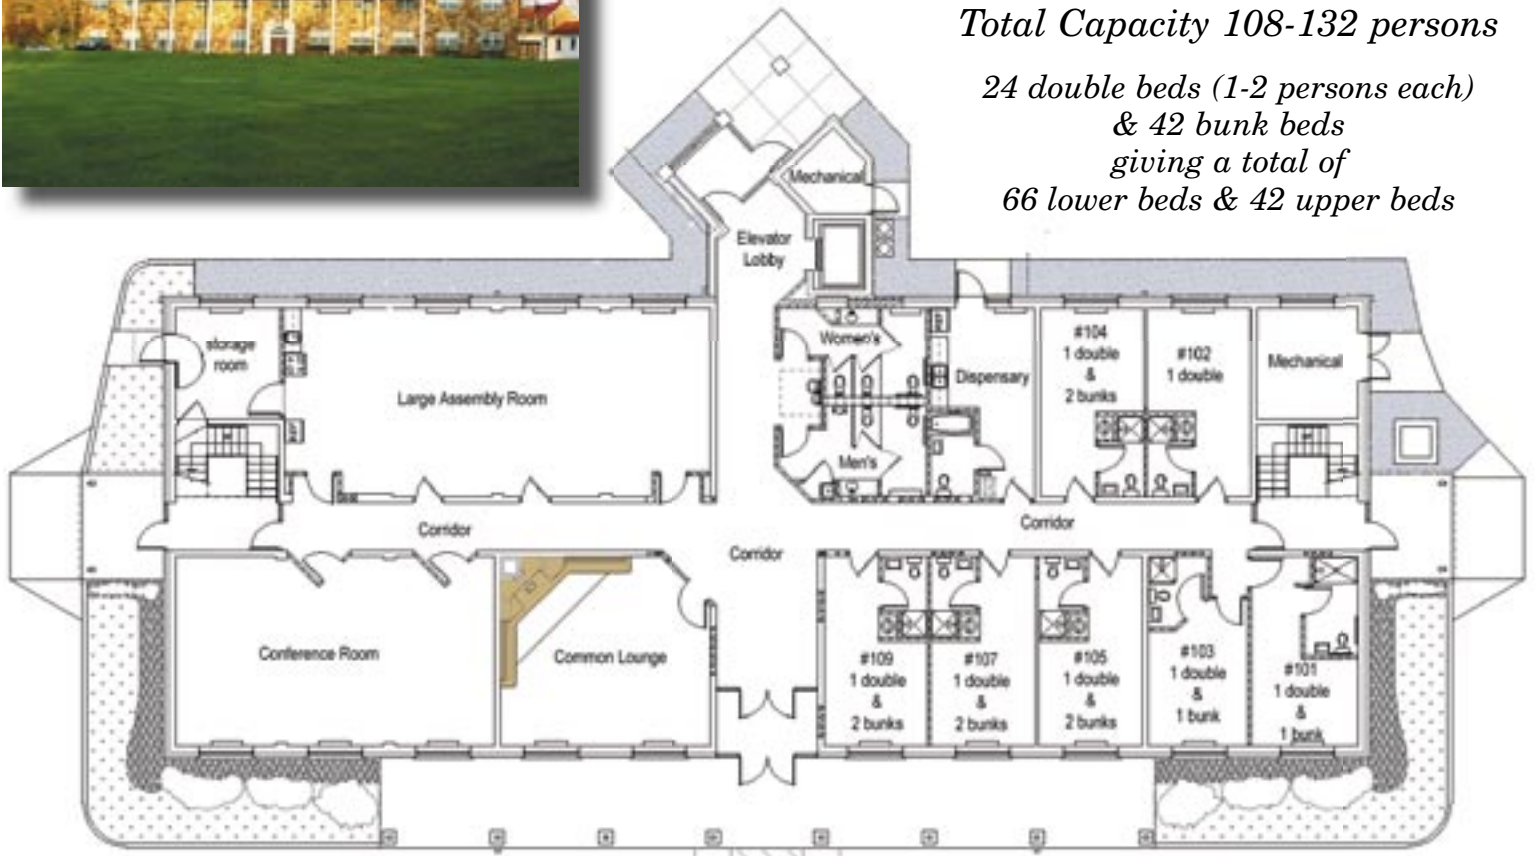 Total Capacity 108-132 persons
24 double beds (1-2 persons each)
& 42 bunk beds
giving a total of
66 lower beds & 42 upper beds
Mechanical
Elevator
Lobby
storage
room
Large Assembly Room
Women's
Men's
Dispensary
#104
1 double
&
2 bunks
#102
1 double
Mechanical
Corridor
Corridor
Corridor
Conference Room
Common Lounge
#109
1 double
&
2 bunks
#107
1 double
&
2 bunks
#105
1 double
&
2 bunks
#103
1 double
&
1 bunk
#101
1 double
&
1 bunk